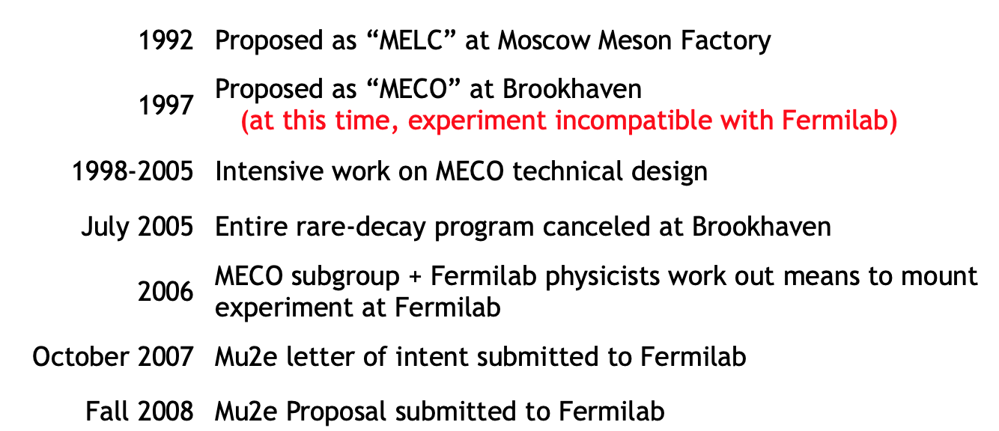 1992 Proposed as “MELC” at Moscow Meson Factory
1997 Proposed as “MECO” at Brookhaven
(at this time, experiment incompatible with Fermilab)
1998-2005 Intensive work on MECO technical design
July 2005 Entire rare-decay program canceled at Brookhaven
2006 MECO subgroup + Fermilab physicists work out means to mount
experiment at Fermilab
October 2007 Mu2e letter of intent submitted to Fermilab
Fall 2008 Mu2e Proposal submitted to Fermilab